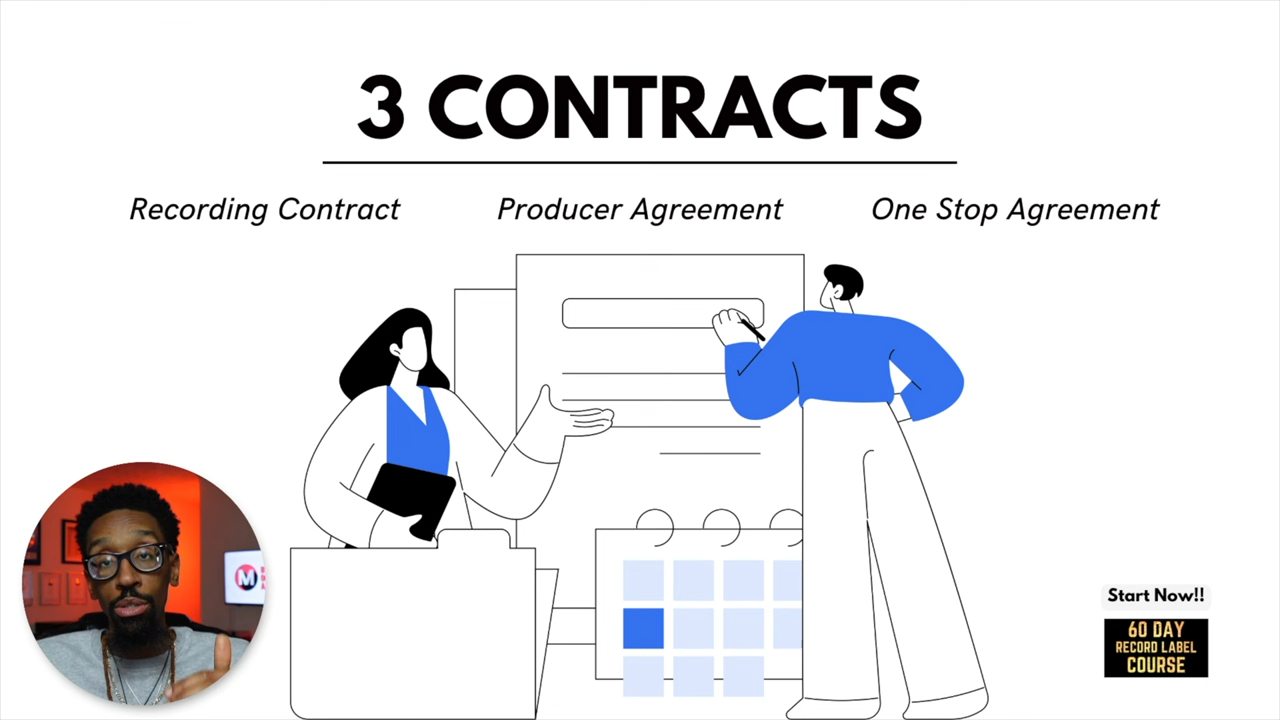 3 CONTRACTS
Recording Contract
Producer Agreement
One Stop Agreement
M
Start Now!!
60 DAY
RECORD LABEL
COURSE